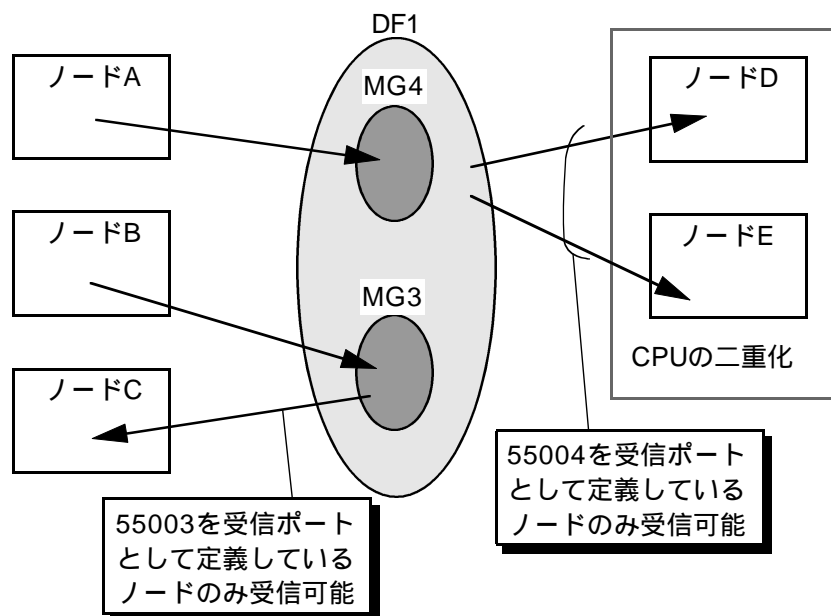 DF1
ノードA
MG4
ノードD
ノードB
ノードE
MG3
CPUの二重化
ノードC
55004を受信ポート
として定義している
ノードのみ受信可能
55003を受信ポート
として定義している
ノードのみ受信可能